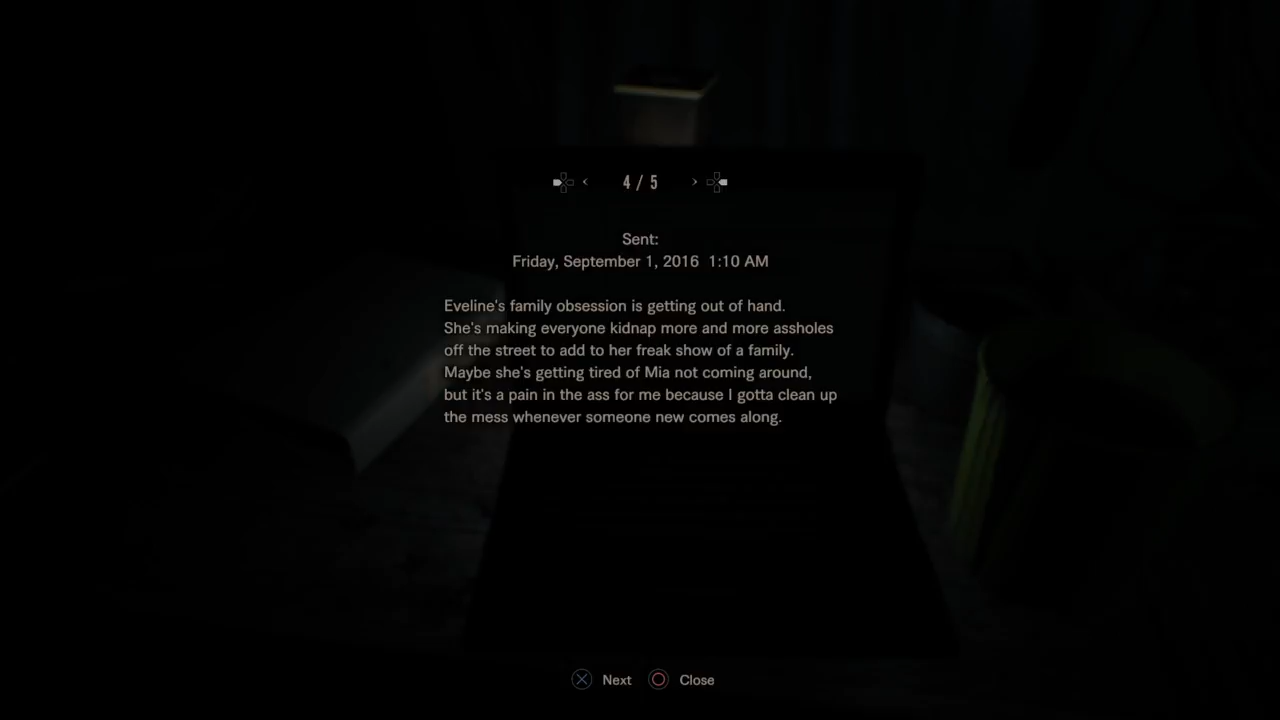 4 / 5
Sent:
Friday, September 1, 2016 1:10 AM
Eveline's family obsession is getting out of hand.
She's making everyone kidnap more and more assholes
off the street to add to her freak show of a family.
Maybe she's getting tired of Mia not coming around,
but it's a pain in the ass for me because I gotta clean up
the mess whenever someone new comes along.
Next Close